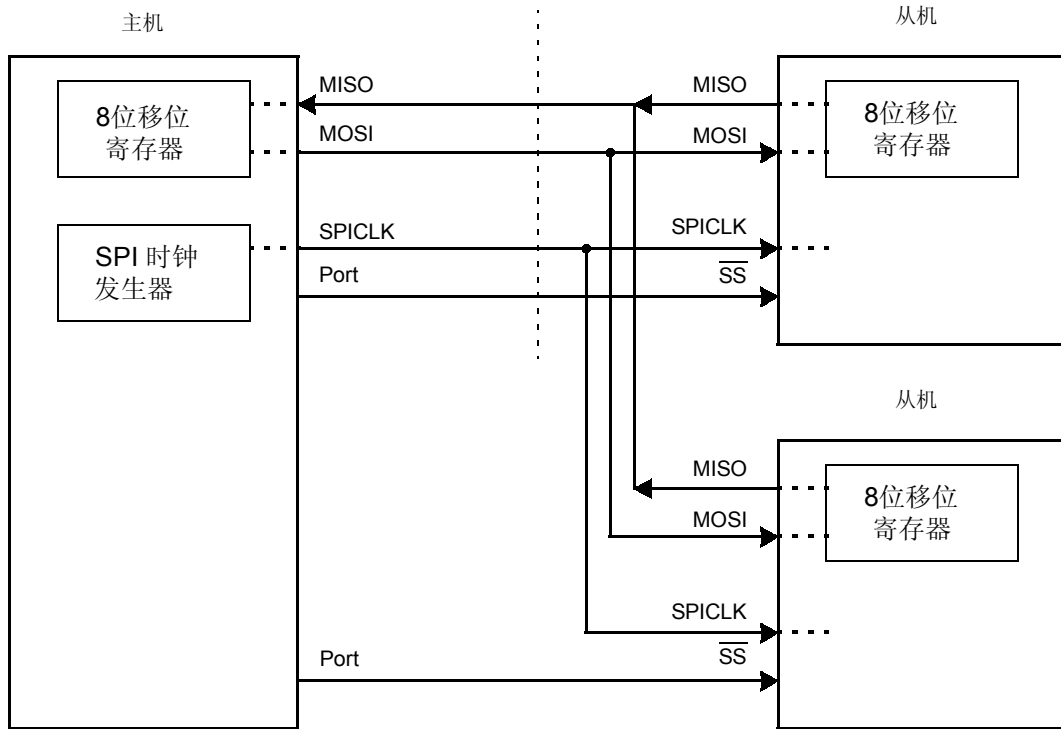 主机
从机
8位移位
寄存器
MISO
MOSI
SPI 时钟
发生器
SPICLK
Port
MISO
MOSI
SPICLK
SS
8位移位
寄存器
从机
MISO
MOSI
SPICLK
SS
8位移位
寄存器
Port